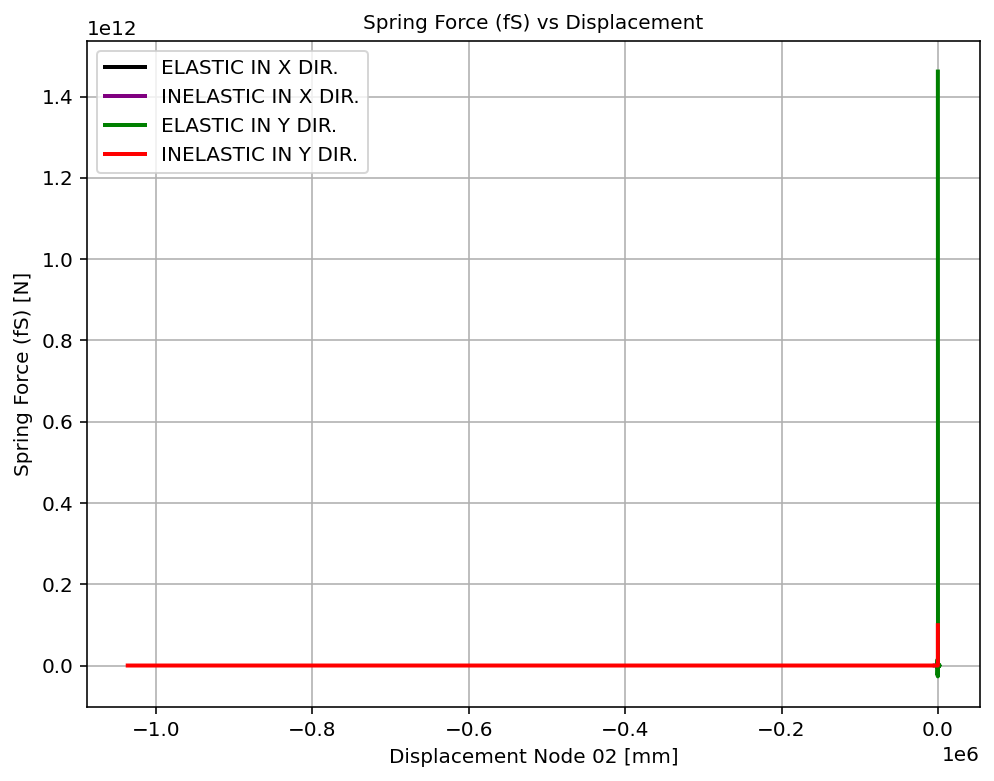 Spring Force (fS) vs Displacement
1e12
ELASTIC IN X DIR.
INELASTIC IN X DIR.
ELASTIC IN Y DIR.
INELASTIC IN Y DIR.
1.4
1.2
1.0
0.8
0.6
0.4
0.2
0.0
Spring Force (fS) [N]
−1.0 −0.8 −0.6 −0.4 −0.2 0.0
1e6
Displacement Node 02 [mm]